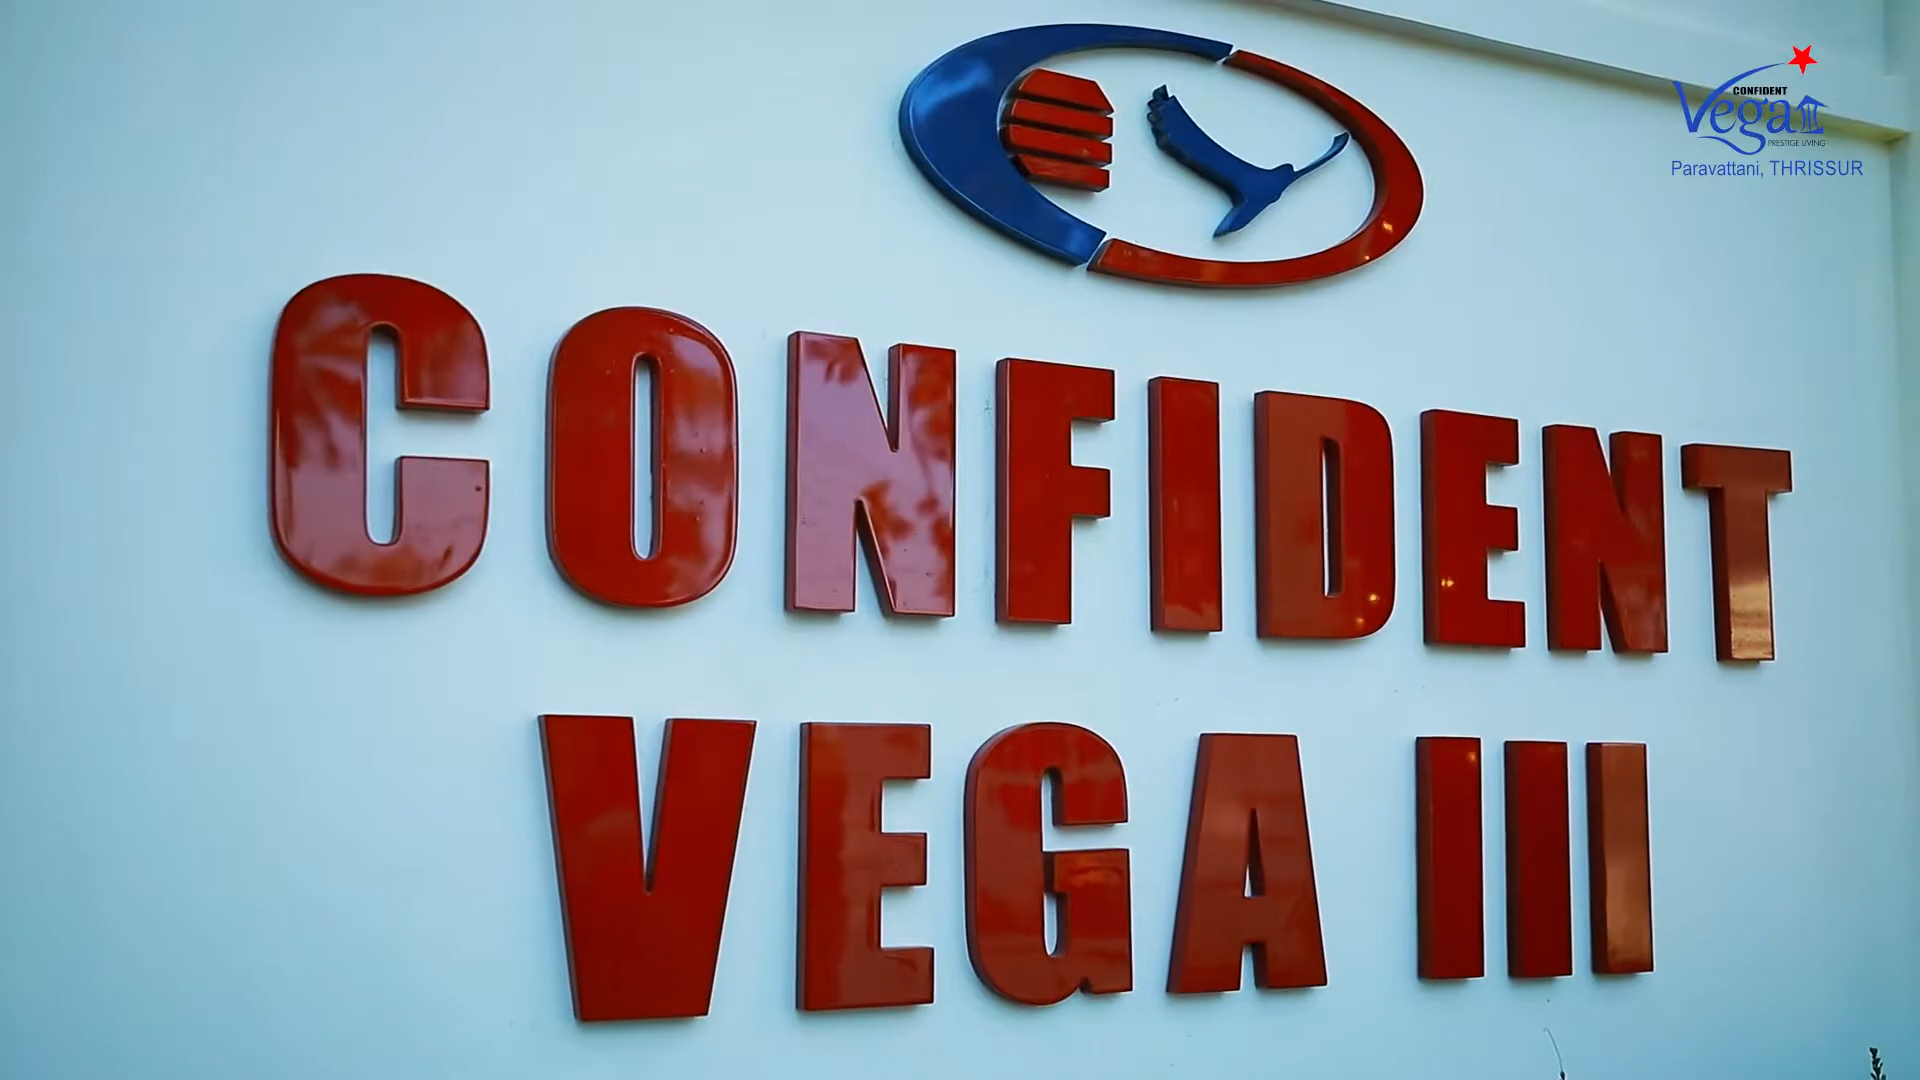 CONFIDENT
VEGA III
CONFIDENT
Vega
PRESTIGE LIVING
Paravattani, THRISSUR